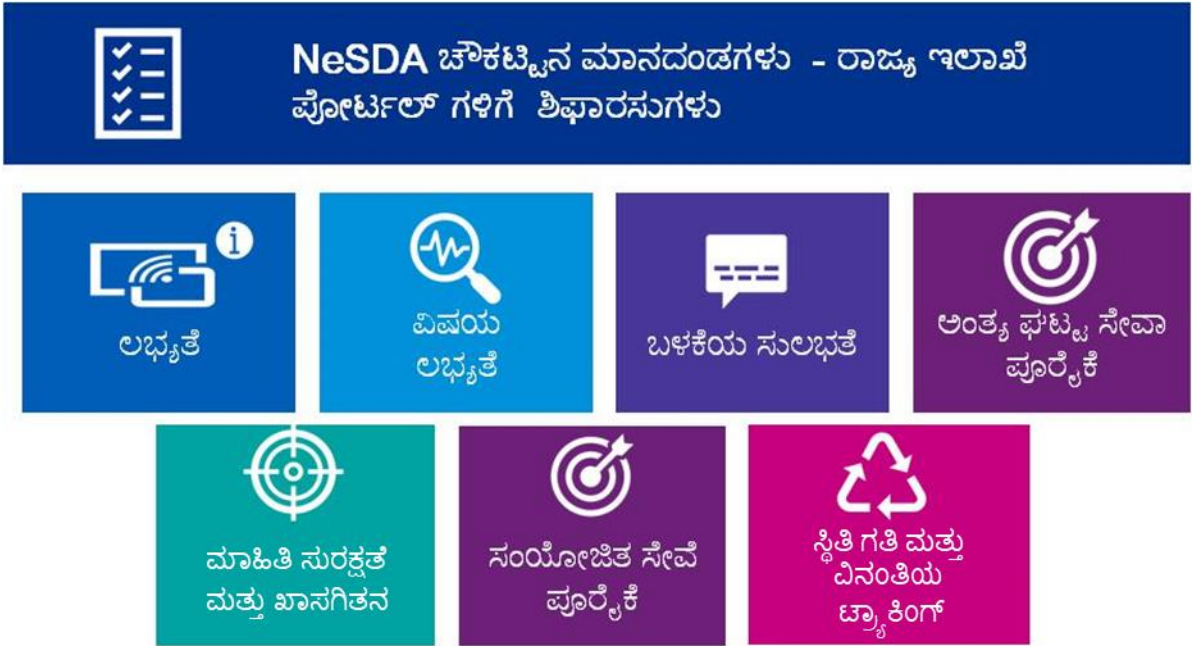 NeSDA ಚೌಕಟ್ಟಿನ ಮಾನದಂಡಗಳು - ರಾಜ್ಯ ಇಲಾಖೆ
ಪೋರ್ಟಲ್ ಗಳಿಗೆ ಶಿಫಾರಸುಗಳು
i
ಲಭ್ಯತೆ
ವಿಷಯ
ಲಭ್ಯತೆ
ಬಳಕೆಯ ಸುಲಭತೆ
ಅಂತ್ಯ ಘಟ್ಟ ಸೇವಾ
ಪೂರೈಕೆ
ಮಾಹಿತಿ ಸುರಕ್ಷತೆ
ಮತ್ತು ಖಾಸಗಿತನ
ಸಂಯೋಜಿತ ಸೇವೆ
ಪೂರೈಕೆ
ಸ್ಥಿತಿ ಗತಿ ಮತ್ತು
ವಿನಂತಿಯ
ಟ್ರ್ಯಾಕಿಂಗ್